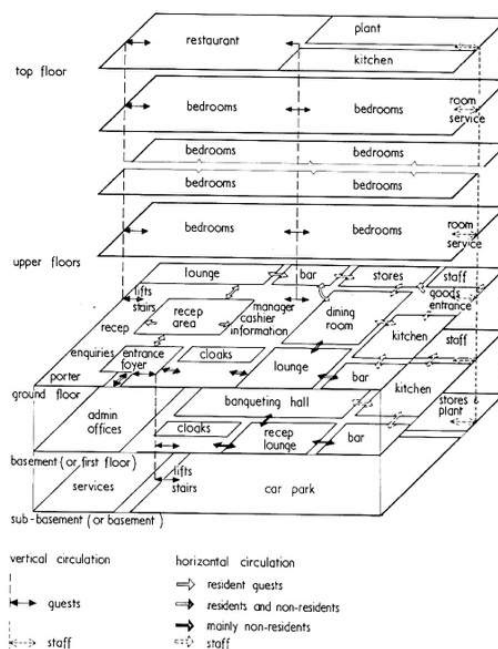 plant
restaurant
kitchen
top floor
bedrooms bedrooms room service
bedrooms bedrooms
bedrooms bedrooms
bedrooms bedrooms room service
upper floors
lounge bar stores staff
goods entrance
lifts
stairs
recep area
manager
cashier
information
dining room
recep
kitchen
staff
enquiries
entrance foyer
cloaks
lounge
porter
bar
kitchen
ground floor
banqueting hall
stores & plant
admin offices
cloaks
recep lounge
bar
basement (or first floor)
lifts
services
stairs
car park
sub-basement (or basement)
vertical circulation
guests
staff
horizontal circulation
resident guests
residents and non-residents
mainly non-residents
staff